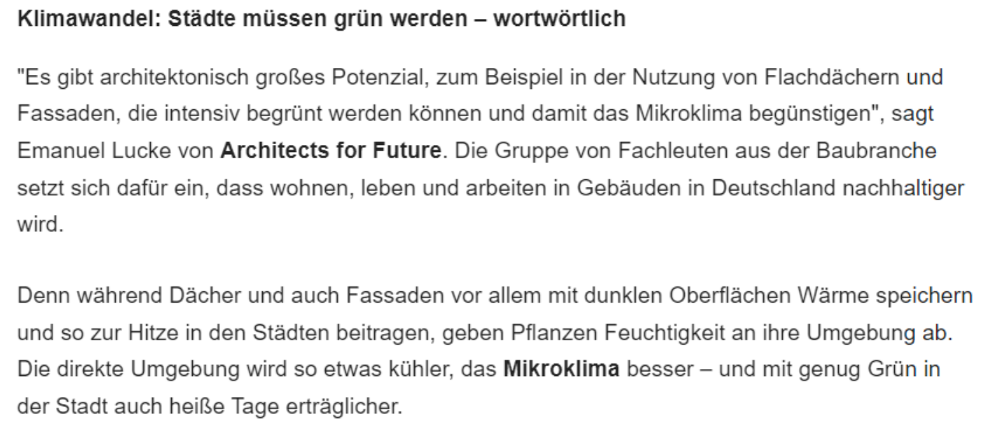 Klimawandel: Städte müssen grün werden – wortwörtlich
"Es gibt architektonisch großes Potenzial, zum Beispiel in der Nutzung von Flachdächern und
Fassaden, die intensiv begrünt werden können und damit das Mikroklima begünstigen", sagt
Emanuel Lucke von Architects for Future. Die Gruppe von Fachleuten aus der Baubranche
setzt sich dafür ein, dass wohnen, leben und arbeiten in Gebäuden in Deutschland nachhaltiger
wird.
Denn während Dächer und auch Fassaden vor allem mit dunklen Oberflächen Wärme speichern
und so zur Hitze in den Städten beitragen, geben Pflanzen Feuchtigkeit an ihre Umgebung ab.
Die direkte Umgebung wird so etwas kühler, das Mikroklima besser – und mit genug Grün in
der Stadt auch heiße Tage erträglicher.